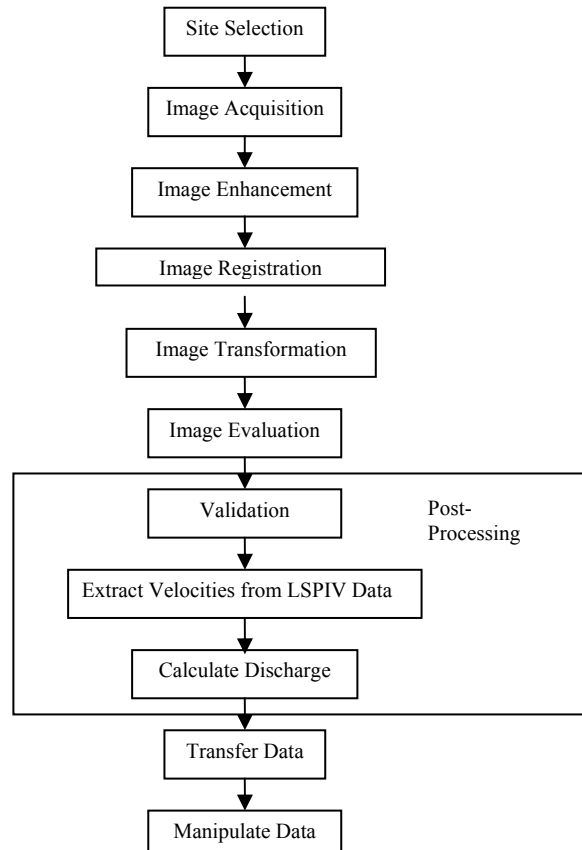 Site Selection
Image Acquisition
Image Enhancement
Image Registration
Image Transformation
Image Evaluation
Validation
Post-
Processing
Extract Velocities from LSPIV Data
Calculate Discharge
Transfer Data
Manipulate Data